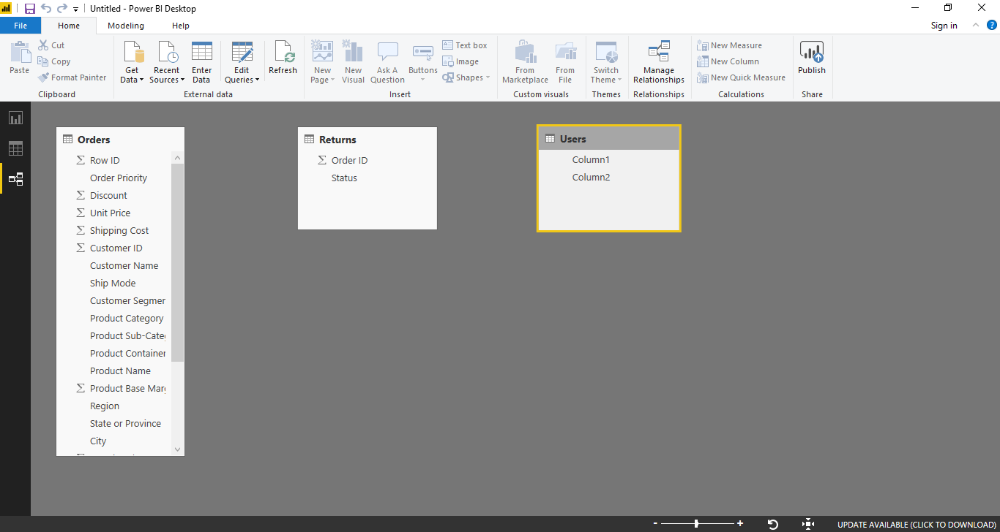 Untitled - Power BI Desktop
File Home Modeling Help Sign in
Paste Cut Copy Format Painter
Get Data Recent Sources Enter Data Edit Queries Refresh
New Page New Visual Ask A Question Buttons Text box Image Shapes
From Marketplace From File Switch Theme Manage Relationships
New Measure New Column New Quick Measure Publish
Clipboard External data Insert Custom visuals Themes Relationships Calculations Share
Orders
Row ID
Order Priority
Discount
Unit Price
Shipping Cost
Customer ID
Customer Name
Ship Mode
Customer Segmer
Product Category
Product Sub-Cate
Product Container
Product Name
Product Base Mar
Region
State or Province
City
Returns
Order ID
Status
Users
Column1
Column2
- +
UPDATE AVAILABLE (CLICK TO DOWNLOAD)